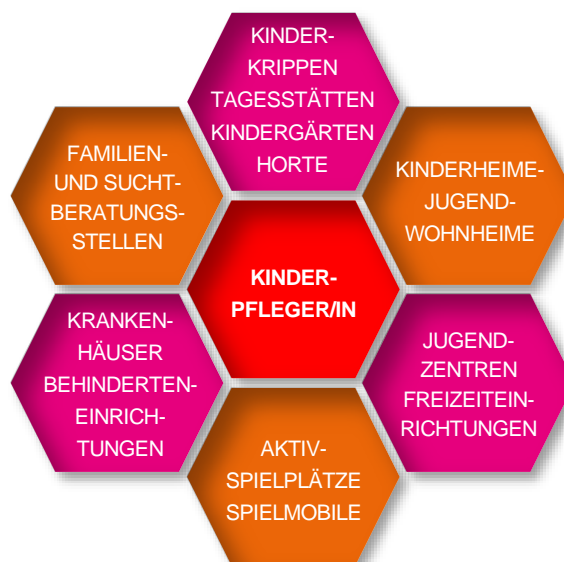 KINDER-
KRIPPEN
TAGESSTÄTTEN
KINDERGÄRTEN
HORTE
FAMILIEN-
UND SUCHT-
BERATUNGS-
STELLEN
KINDERHEIME-
JUGEND-
WOHNHEIME
KINDER-
PFLEGER/IN
KRANKEN-
HÄUSER
BEHINDERTEN-
EINRICH-
TUNGEN
JUGEND-
ZENTREN
FREIZEITEIN-
RICHTUNGEN
AKTIV-
SPIELPLÄTZE
SPIELMOBILE